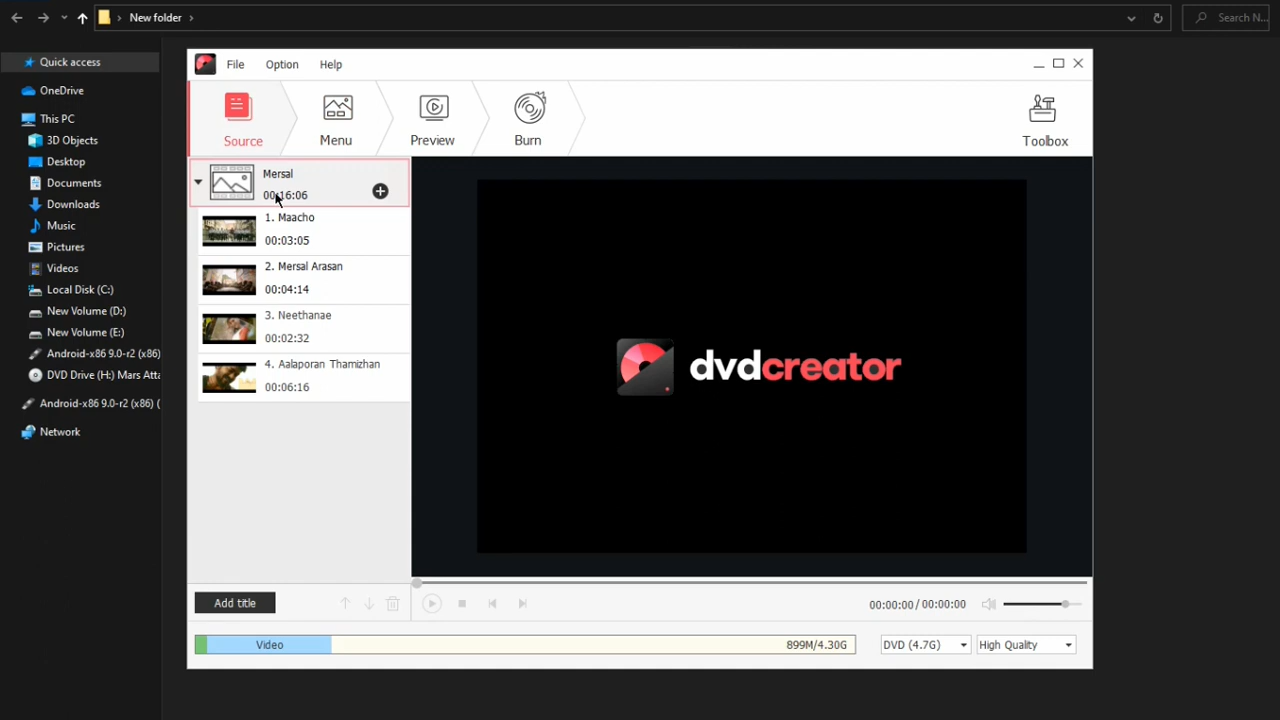 New folder
Search N...
Quick access
OneDrive
This PC
3D Objects
Desktop
Documents
Downloads
Music
Pictures
Videos
Local Disk (C:)
New Volume (D:)
New Volume (E:)
Android-x86 9.0-r2 (x86)
DVD Drive (H:) Mars Atta
Android-x86 9.0-r2 (x86) (
Network
File Option Help
Source
Menu
Preview
Burn
Toolbox
Mersal
00:16:06
1. Maacho
00:03:05
2. Mersal Arasan
00:04:14
3. Neethanae
00:02:32
4. Aalaporan Thamizhan
00:06:16
dvdcreator
Add title
00:00:00/00:00:00
Video
899M/4.30G
DVD (4.7G)
High Quality